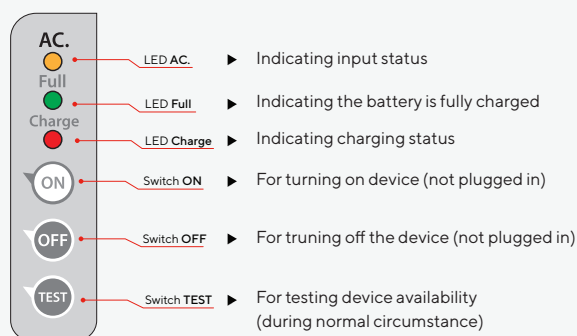 AC.
LED AC. ▶ Indicating input status
Full
LED Full ▶ Indicating the battery is fully charged
Charge
LED Charge ▶ Indicating charging status
ON
Switch ON ▶ For turning on device (not plugged in)
OFF
Switch OFF ▶ For truning off the device (not plugged in)
TEST
Switch TEST ▶ For testing device availability
(during normal circumstance)